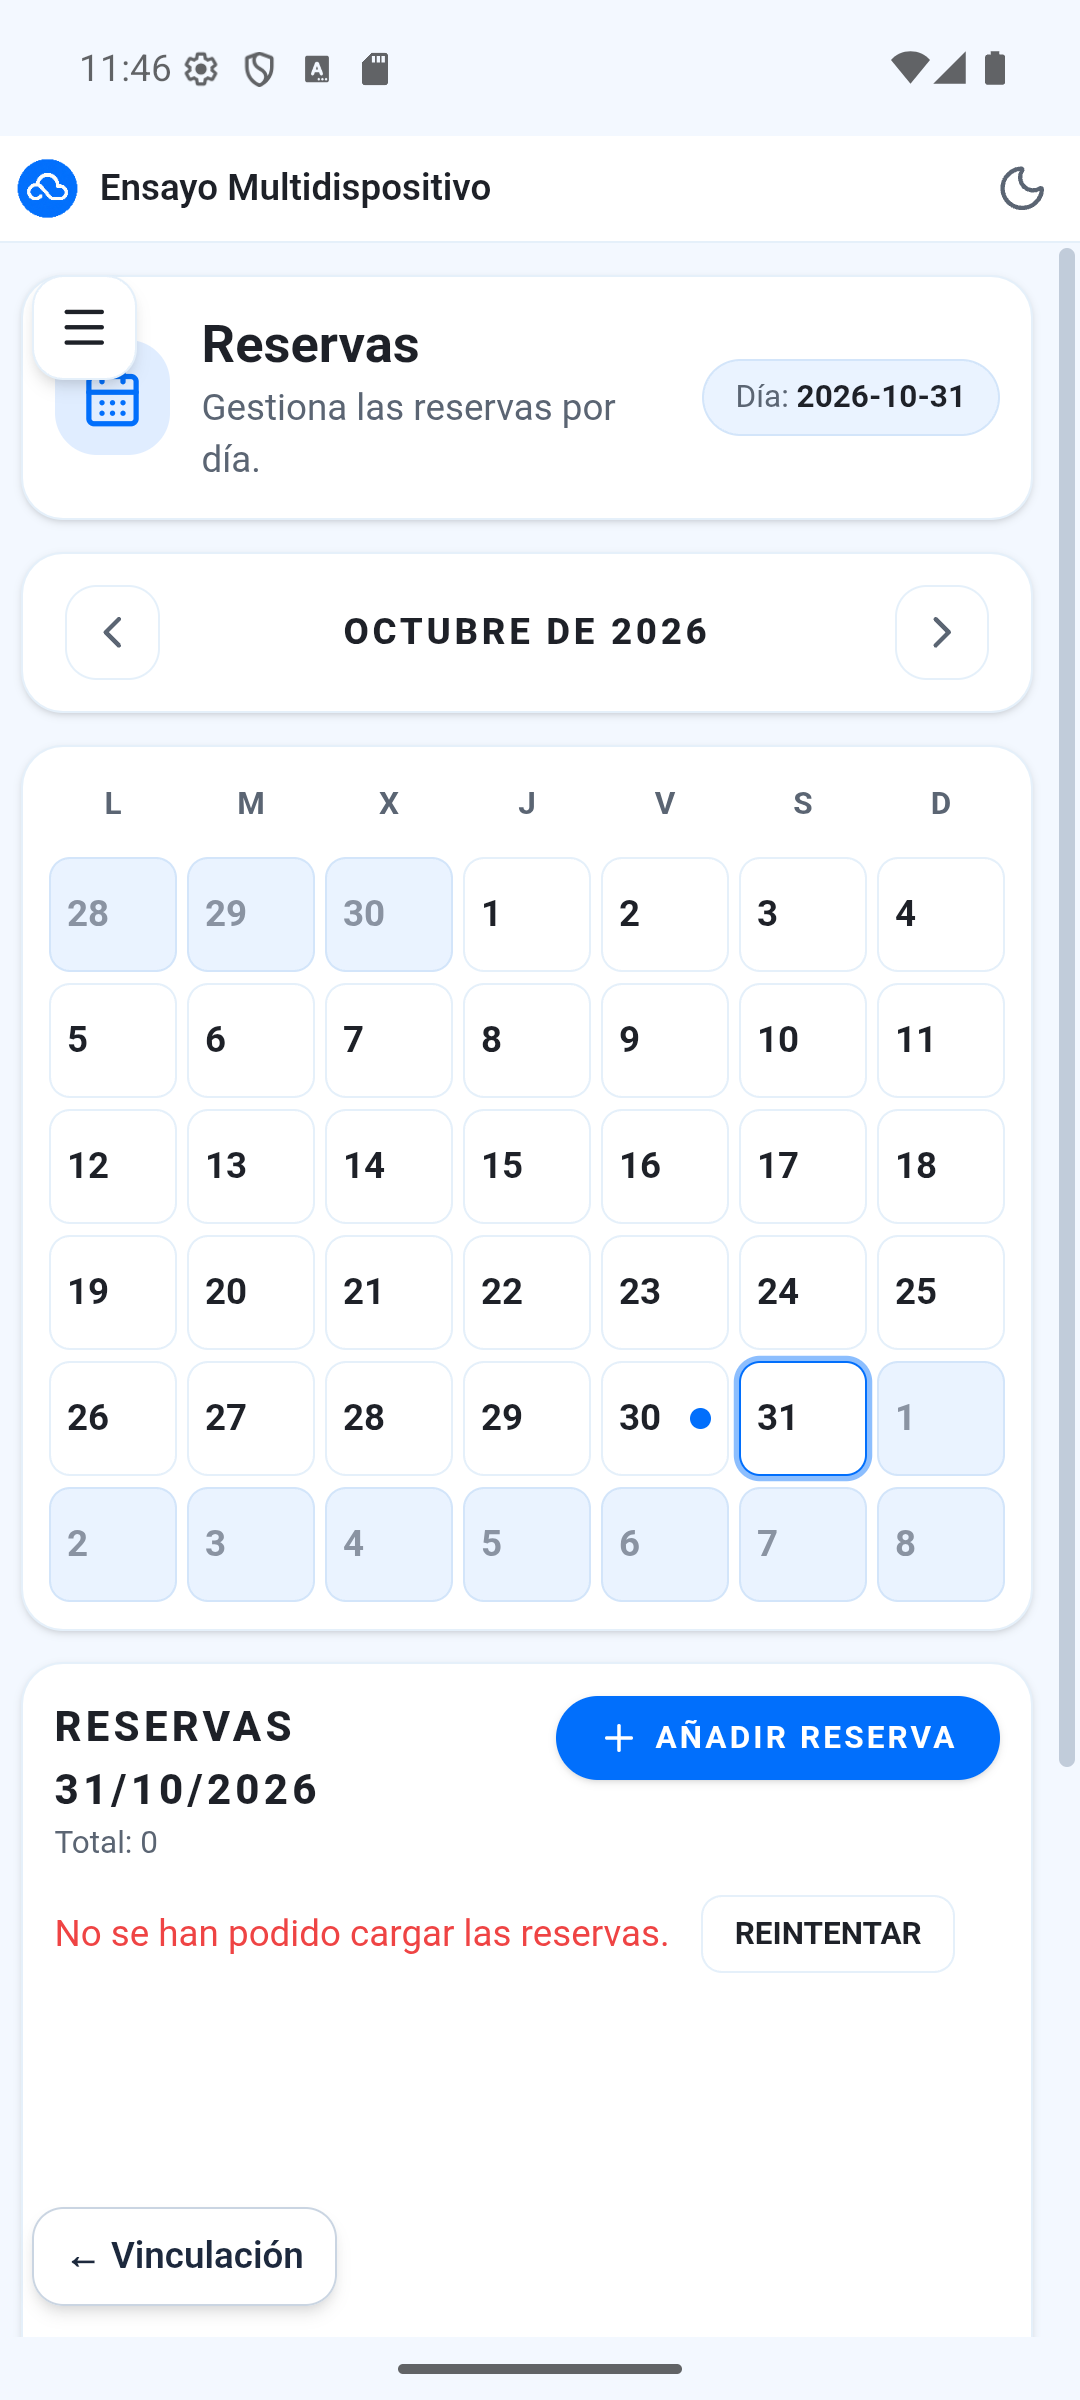 11:46
Ensayo Multidispositivo
Reservas
Gestiona las reservas por
día.
Día: 2026-10-31
OCTUBRE DE 2026
L M X J V S D
28 29 30 1 2 3 4
5 6 7 8 9 10 11
12 13 14 15 16 17 18
19 20 21 22 23 24 25
26 27 28 29 30 31 1
2 3 4 5 6 7 8
RESERVAS
31/10/2026
+ AÑADIR RESERVA
Total: 0
No se han podido cargar las reservas. REINTENTAR
← Vinculación